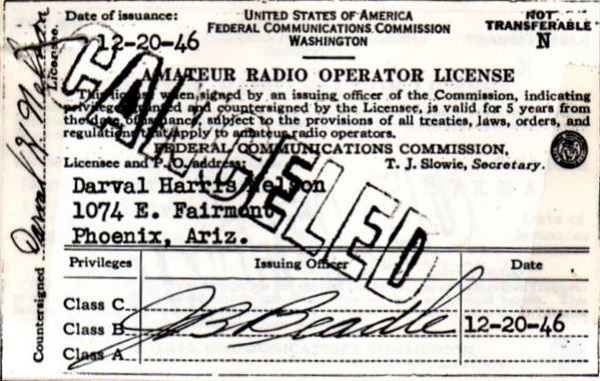 Date of issuance:
12-20-46
UNITED STATES OF AMERICA
FEDERAL COMMUNICATIONS COMMISSION
WASHINGTON
NOT
TRANSFERABLE
N
AMATEUR RADIO OPERATOR LICENSE
This license when signed by an issuing officer of the Commission, indicating
privileges granted and countersigned by the Licensee, is valid for 5 years from
the date of issuance subject to the provisions of all treaties, laws, orders, and
regulations that apply to amateur radio operators.
FEDERAL COMMUNICATIONS COMMISSION,
Licensee and P. O. address:
T. J. Slowie, Secretary.
Darval Harris Nelson
1074 E. Fairmont
Phoenix, Ariz.
CANCELED
Privileges Issuing Officer Date
Class C
Class B JB Beadle 12-20-46
Class A
Countersigned Darval H Nelson Licensee.